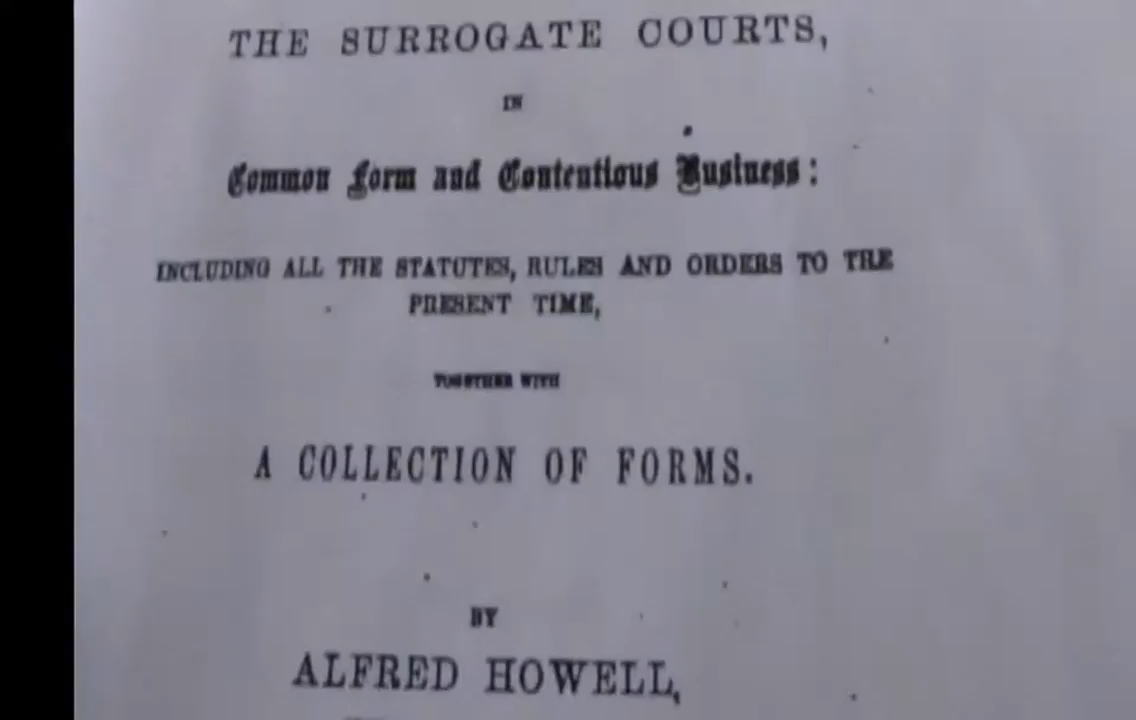 THE SURROGATE COURTS,
IN
Common Form and Contentious Business:
INCLUDING ALL THE STATUTES, RULES AND ORDERS TO THE
PRESENT TIME,
TOGETHER WITH
A COLLECTION OF FORMS.
BY
ALFRED HOWELL,